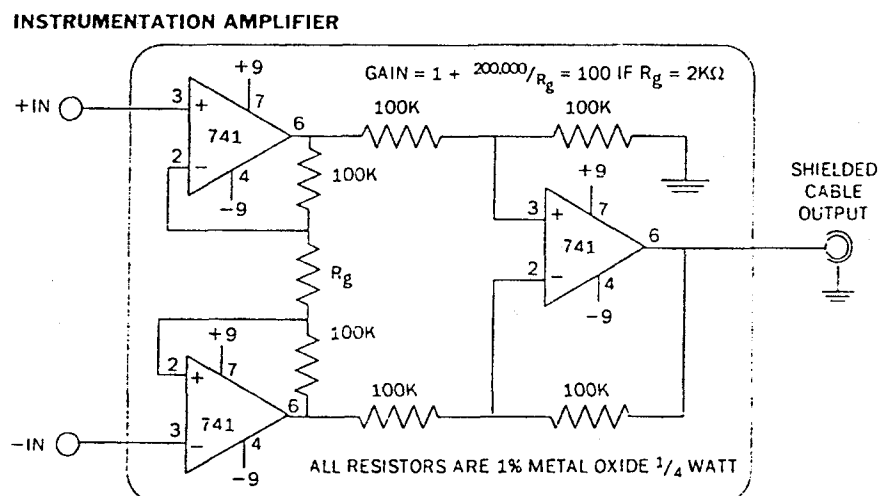 INSTRUMENTATION AMPLIFIER
GAIN = 1 + 200,000/Rg = 100 IF Rg = 2KΩ
+IN
3
+
2
−
741
+9
7
6
4
−9
100K
100K
100K
Rg
100K
3
+
2
−
741
+9
7
6
4
−9
SHIELDED
CABLE
OUTPUT
−IN
2
+
3
−
741
+9
7
6
4
−9
100K
100K
ALL RESISTORS ARE 1% METAL OXIDE 1/4 WATT